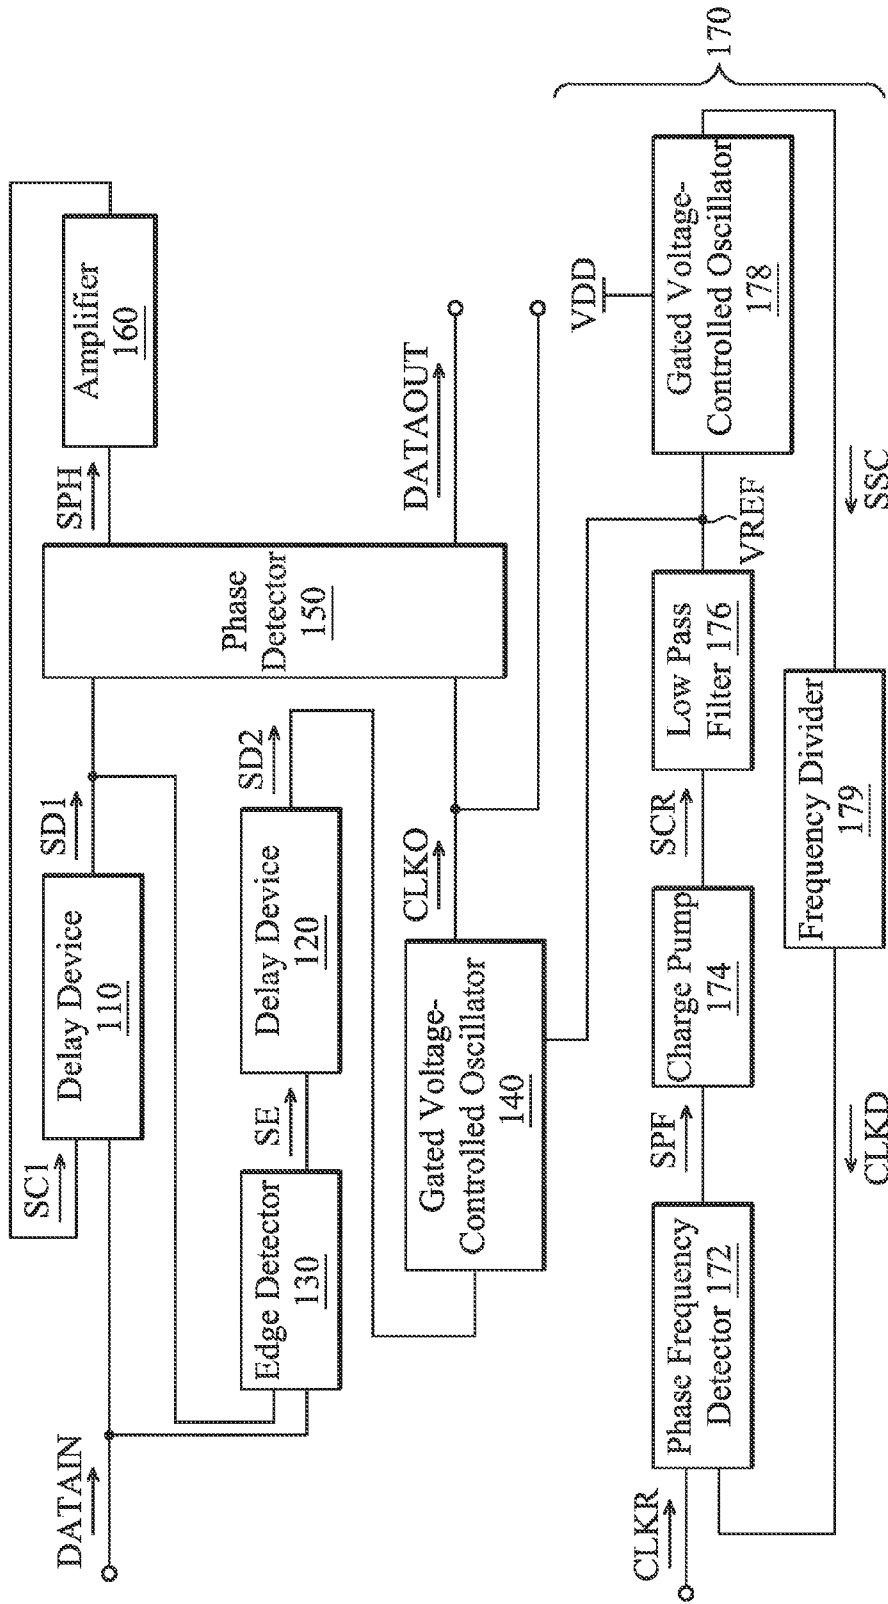 SC1
SD1
SPH
Amplifier
160
Delay Device
110
DATAIN
Phase
Detector
150
Edge Detector
130
SE
Delay Device
120
SD2
DATAOUT
Gated Voltage-
Controlled Oscillator
140
CLKO
VDD
170
CLKR
Phase Frequency
Detector 172
SPF
Charge Pump
174
SCR
Low Pass
Filter 176
VREF
Gated Voltage-
Controlled Oscillator
178
CLKD
Frequency Divider
179
SSC